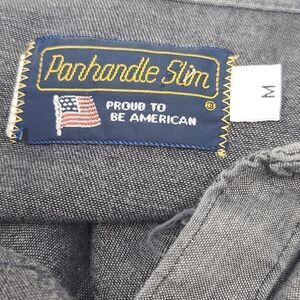 Panhandle Slim ®
PROUD TO
BE AMERICAN
M